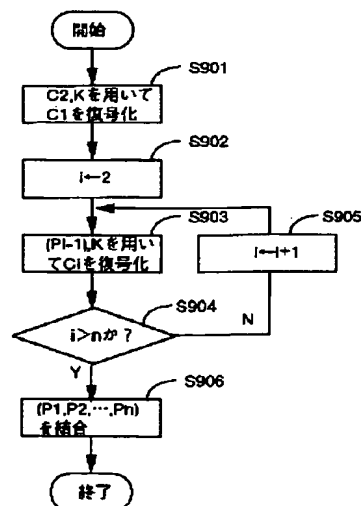 開始
S901
C2,Kを用いて
C1を復号化
S902
i←2
S903
(Pi-1),Kを用い
てCiを復号化
S905
i←i+1
S904
i>nか?
N
Y
S906
(P1,P2,…,Pn)
を結合
終了